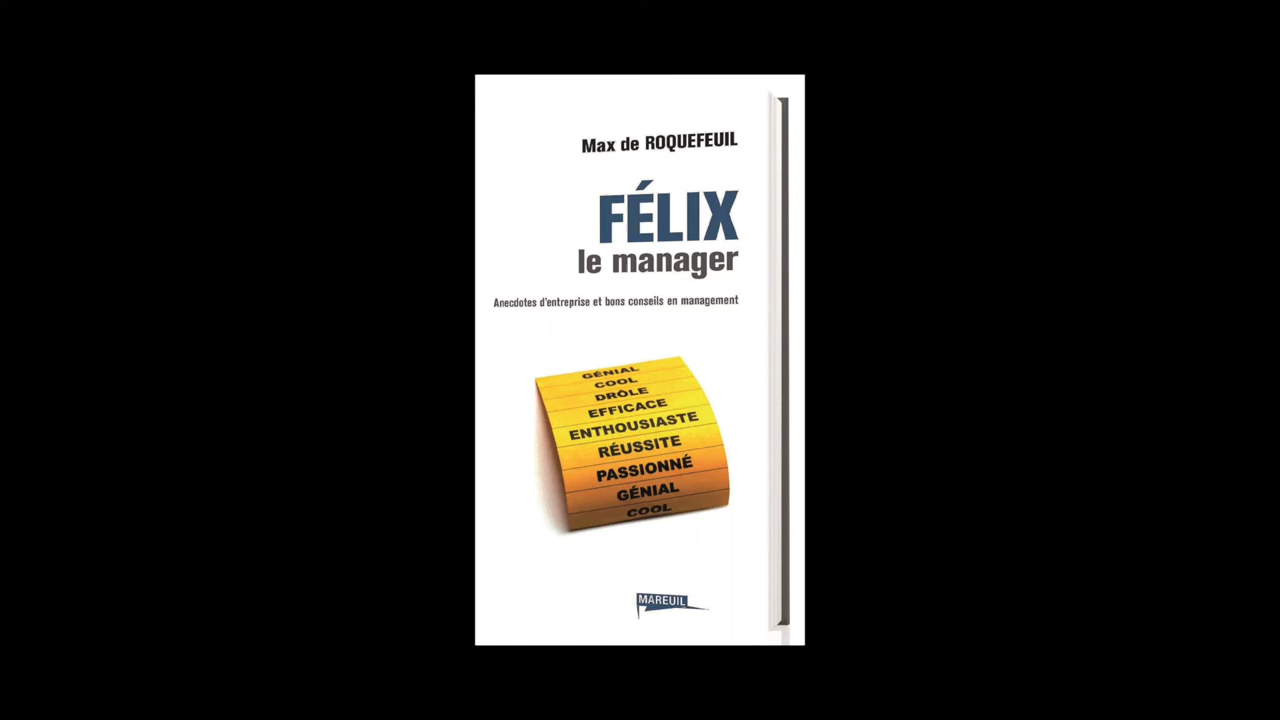 Max de ROQUEFEUIL
FÉLIX
le manager
Anecdotes d'entreprise et bons conseils en management
GÉNIAL
COOL
DRÔLE
EFFICACE
ENTHOUSIASTE
RÉUSSITE
PASSIONNÉ
GÉNIAL
COOL
MAREUIL